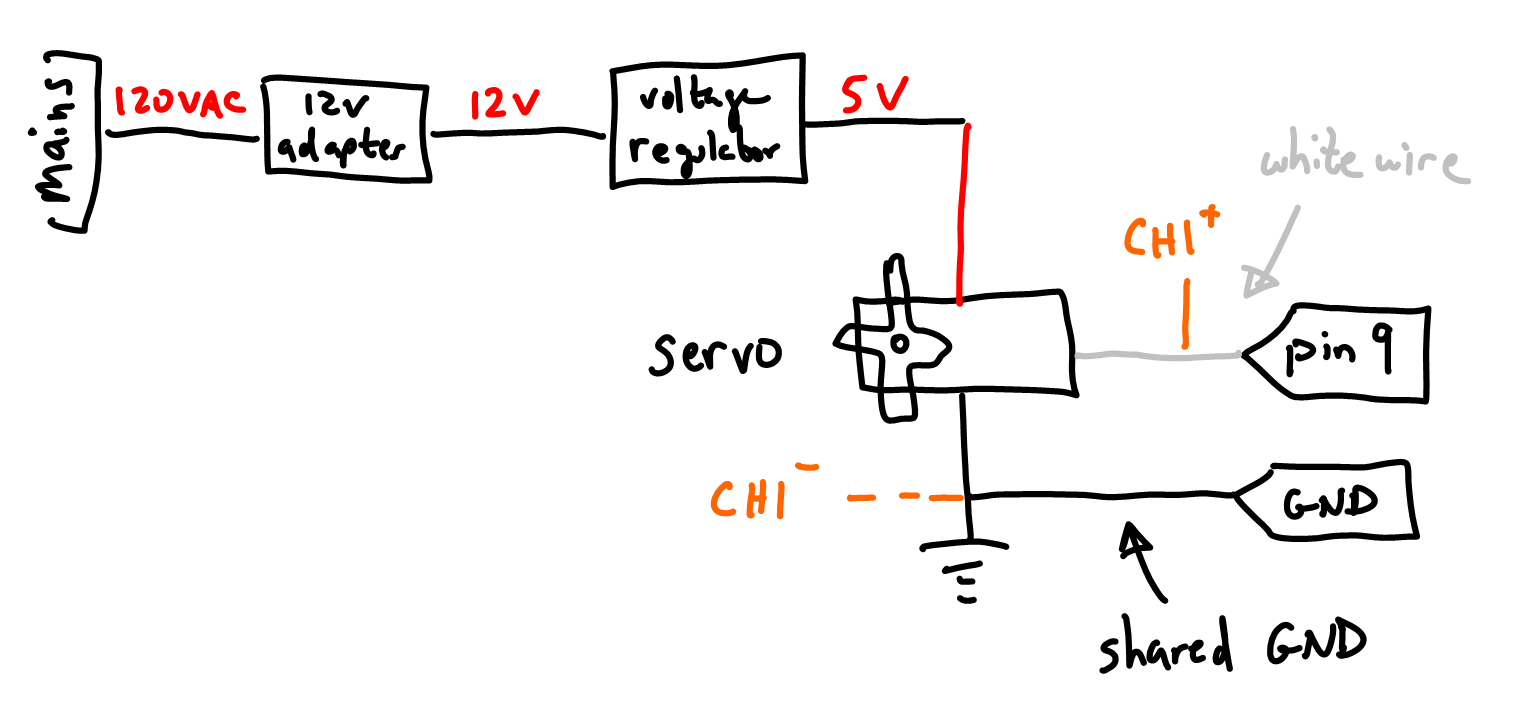 Mains
120VAC
12v
adapter
12V
voltage
regulator
5V
white wire
CH1+
servo
pin 9
CH1-
GND
shared GND